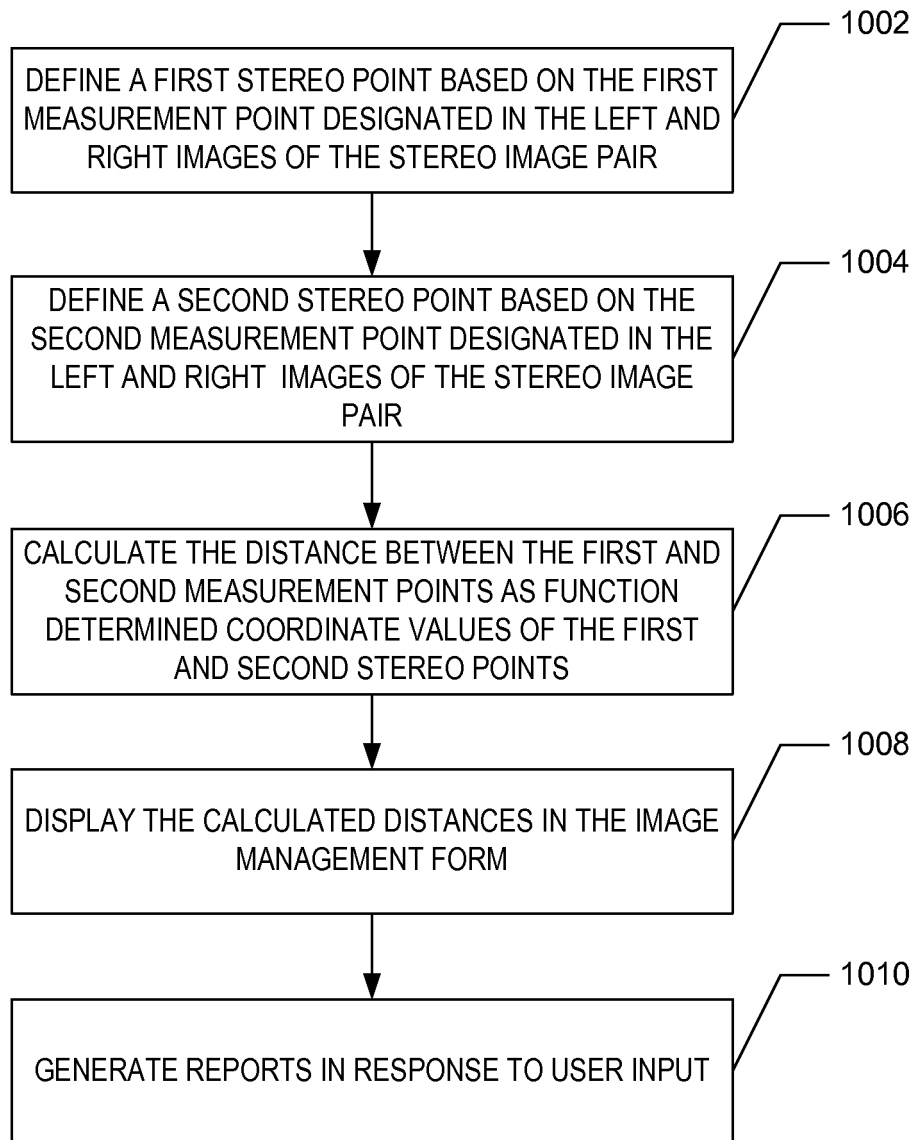 1002
DEFINE A FIRST STEREO POINT BASED ON THE FIRST
MEASUREMENT POINT DESIGNATED IN THE LEFT AND
RIGHT IMAGES OF THE STEREO IMAGE PAIR
1004
DEFINE A SECOND STEREO POINT BASED ON THE
SECOND MEASUREMENT POINT DESIGNATED IN THE
LEFT AND RIGHT IMAGES OF THE STEREO IMAGE
PAIR
1006
CALCULATE THE DISTANCE BETWEEN THE FIRST AND
SECOND MEASUREMENT POINTS AS FUNCTION
DETERMINED COORDINATE VALUES OF THE FIRST
AND SECOND STEREO POINTS
1008
DISPLAY THE CALCULATED DISTANCES IN THE IMAGE
MANAGEMENT FORM
1010
GENERATE REPORTS IN RESPONSE TO USER INPUT